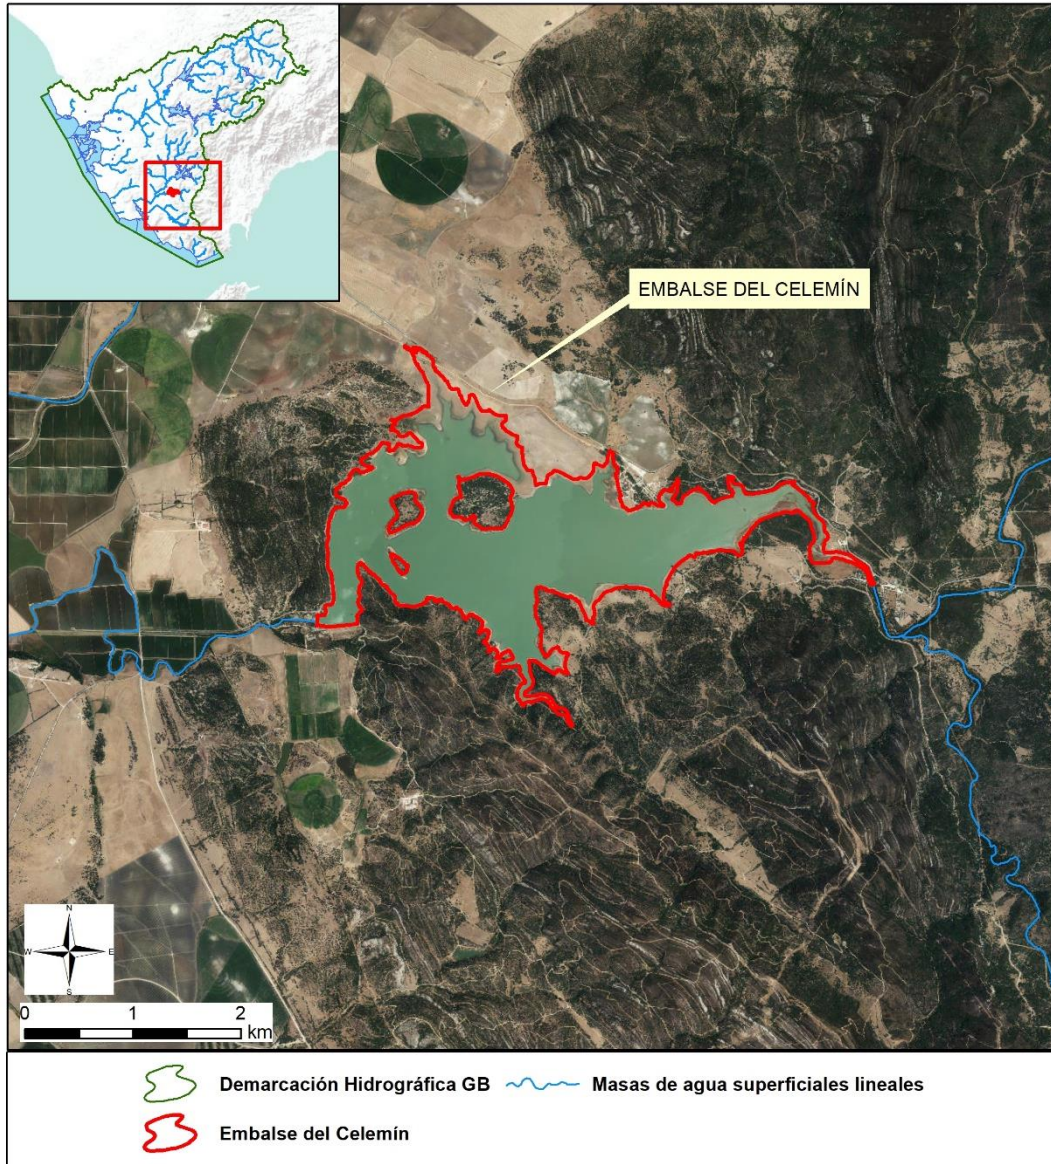 EMBALSE DEL CELEMÍN
N
W E
S
0 1 2
km
Demarcación Hidrográfica GB
Masas de agua superficiales lineales
Embalse del Celemín